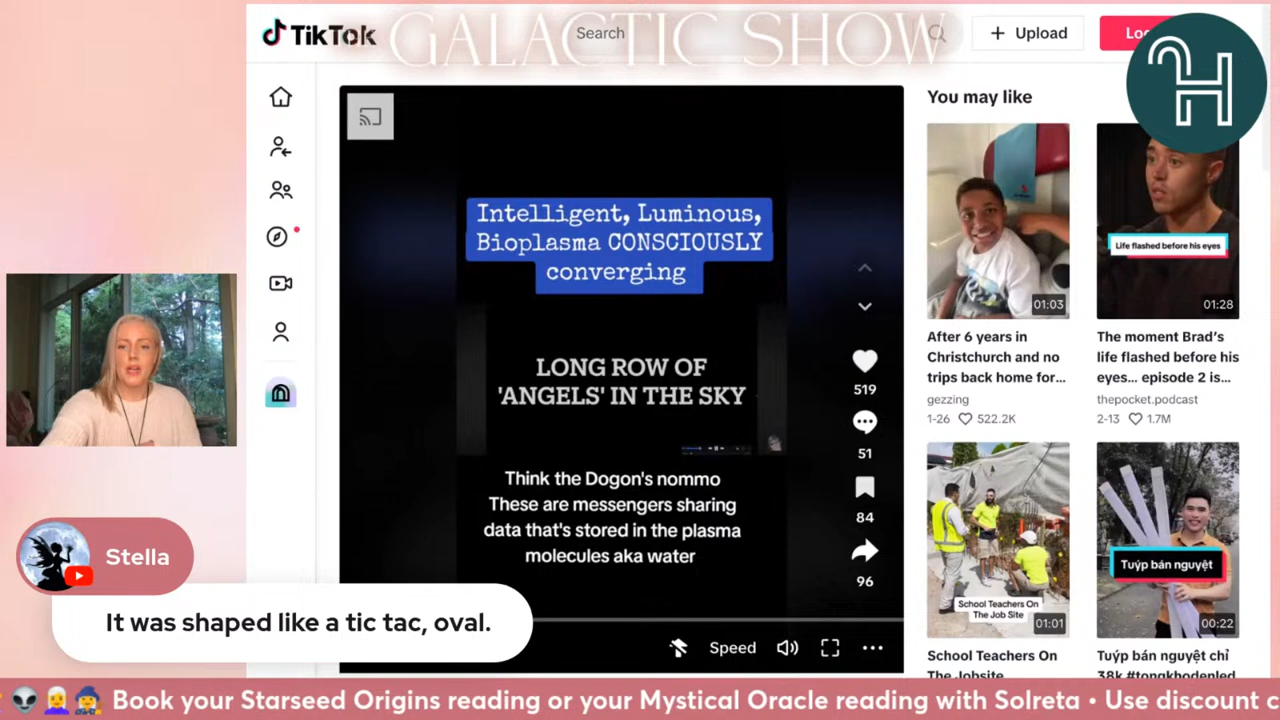 GALACTIC SHOW
TikTok
Search
+ Upload
H
Intelligent, Luminous,
Bioplasma CONSCIOUSLY
converging
LONG ROW OF
'ANGELS' IN THE SKY
Think the Dogon's nommo
These are messengers sharing
data that's stored in the plasma
molecules aka water
519
51
84
96
Speed
You may like
01:03
After 6 years in
Christchurch and no
trips back home for...
gezzing
1-26 522.2K
Life flashed before his eyes
01:28
The moment Brad's
life flashed before his
eyes... episode 2 is...
thepocket.podcast
2-13 1.7M
School Teachers On
The Job Site
01:01
School Teachers On
The Jobsite
Tuýp bán nguyệt
00:22
Tuýp bán nguyệt chỉ
38k #tongkhodenled
Stella
It was shaped like a tic tac, oval.
Book your Starseed Origins reading or your Mystical Oracle reading with Solreta • Use discount c